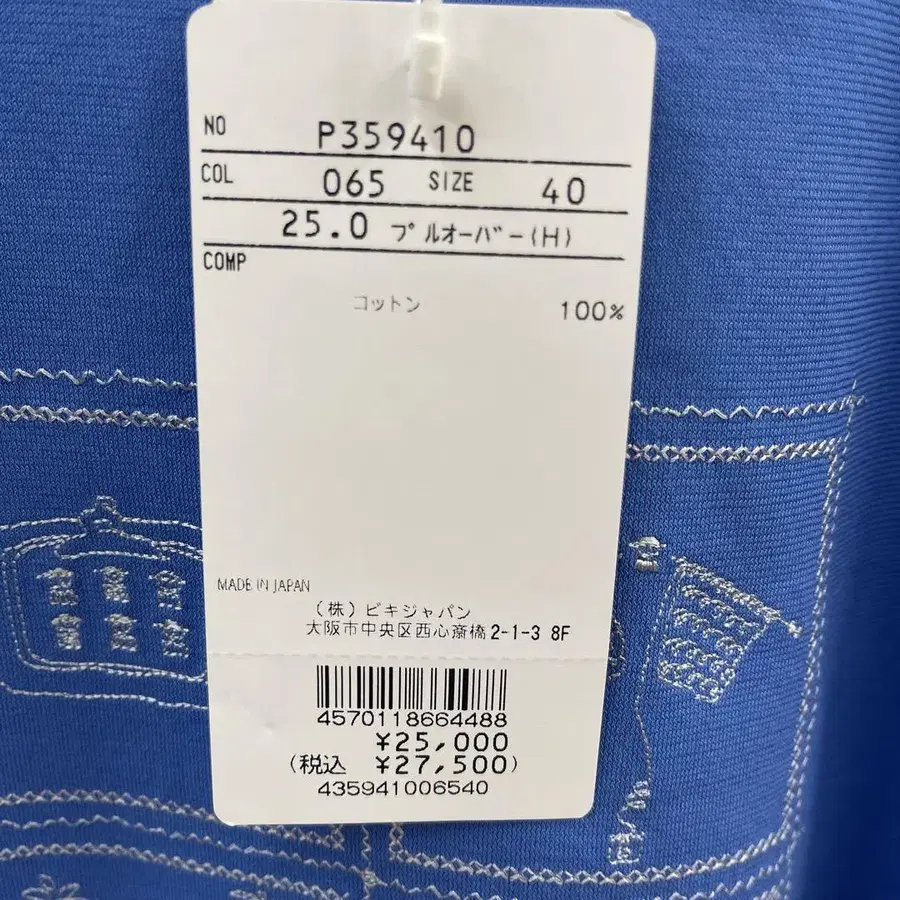 NO P359410
COL 065 SIZE 40
25.0 プルオーバー(H)
COMP
コットン 100%
MADE IN JAPAN
(株)ビキジャパン
大阪市中央区西心斎橋2-1-3 8F
4570118664488
¥25,000
(税込 ¥27,500)
435941006540